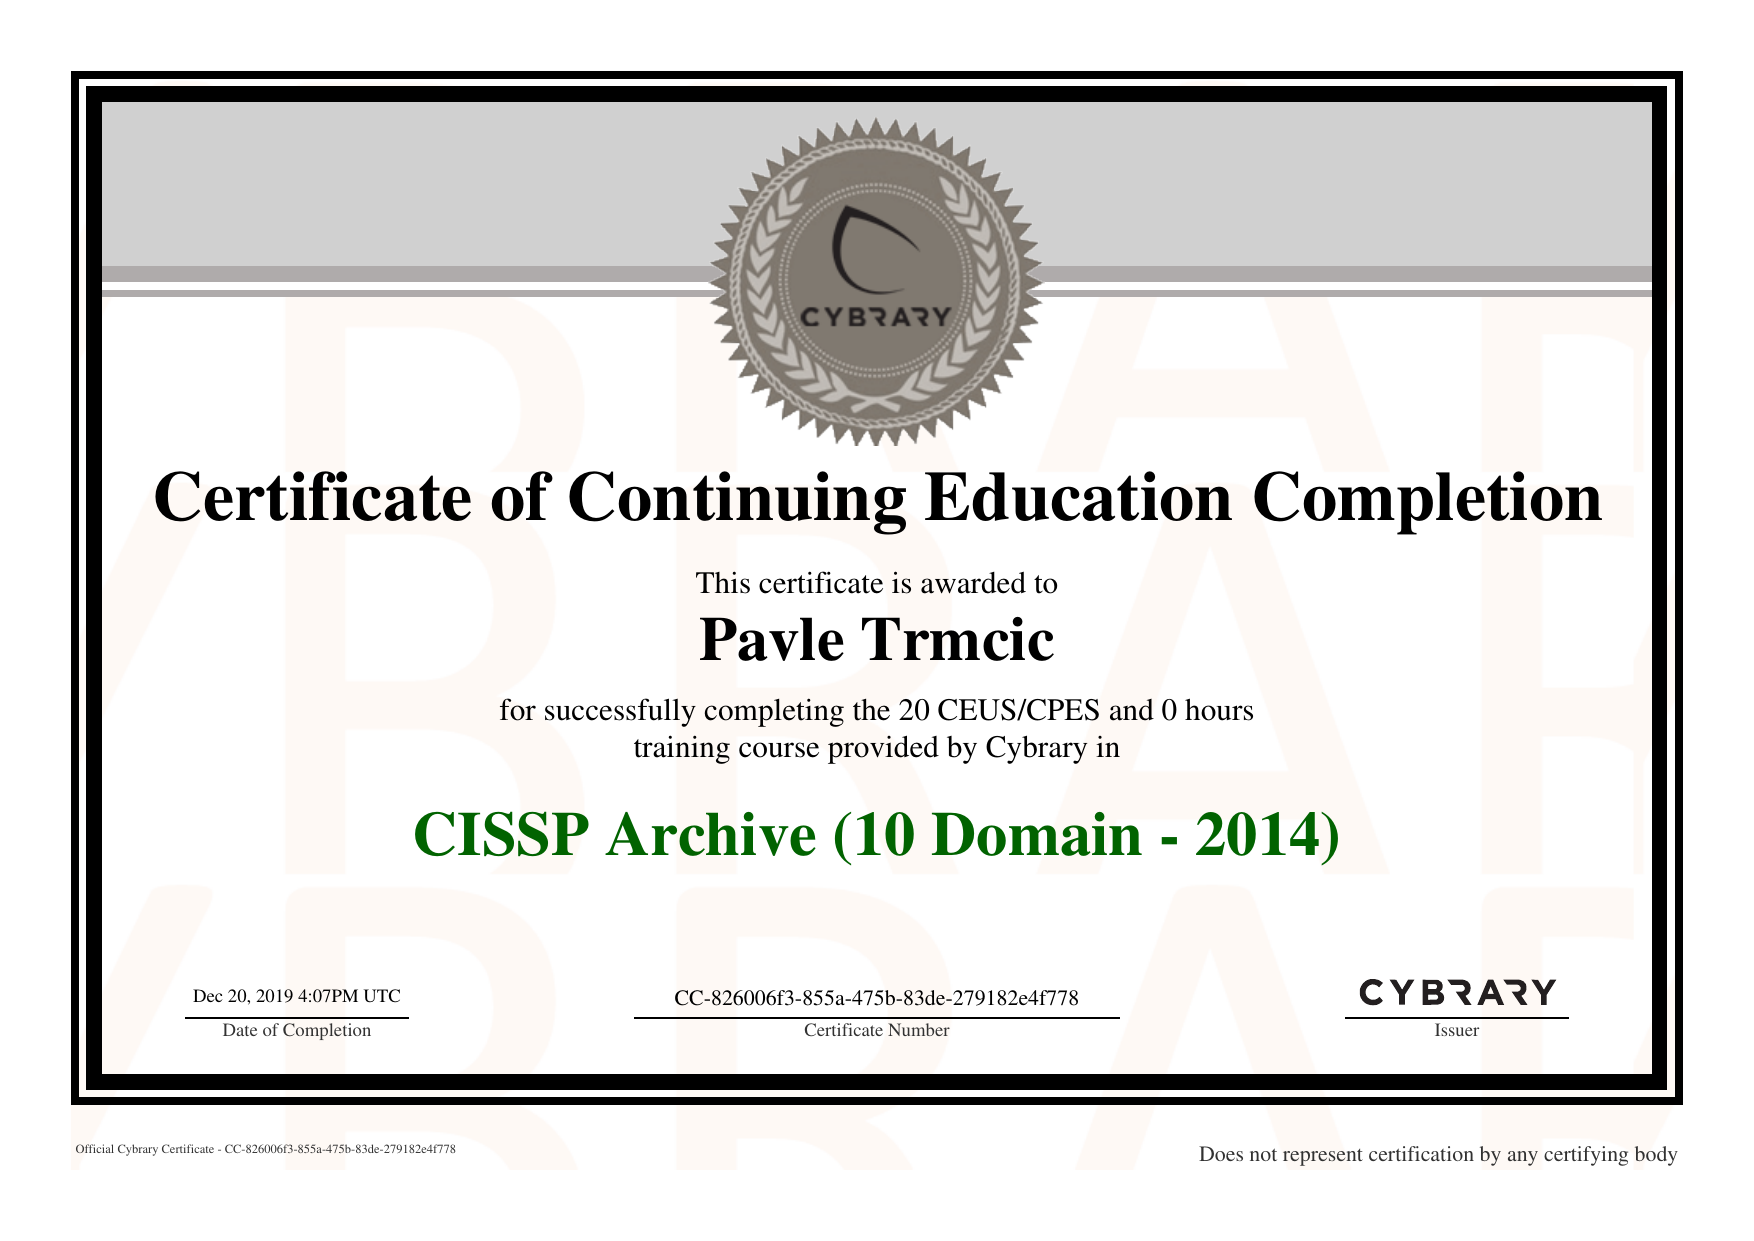 CYBRARY
Certificate of Continuing Education Completion
This certificate is awarded to
Pavle Trmcic
for successfully completing the 20 CEUS/CPES and 0 hours
training course provided by Cybrary in
CISSP Archive (10 Domain - 2014)
Dec 20, 2019 4:07PM UTC
Date of Completion
CC-826006f3-855a-475b-83de-279182e4f778
Certificate Number
CYBRARY
Issuer
Official Cybrary Certificate - CC-826006f3-855a-475b-83de-279182e4f778
Does not represent certification by any certifying body